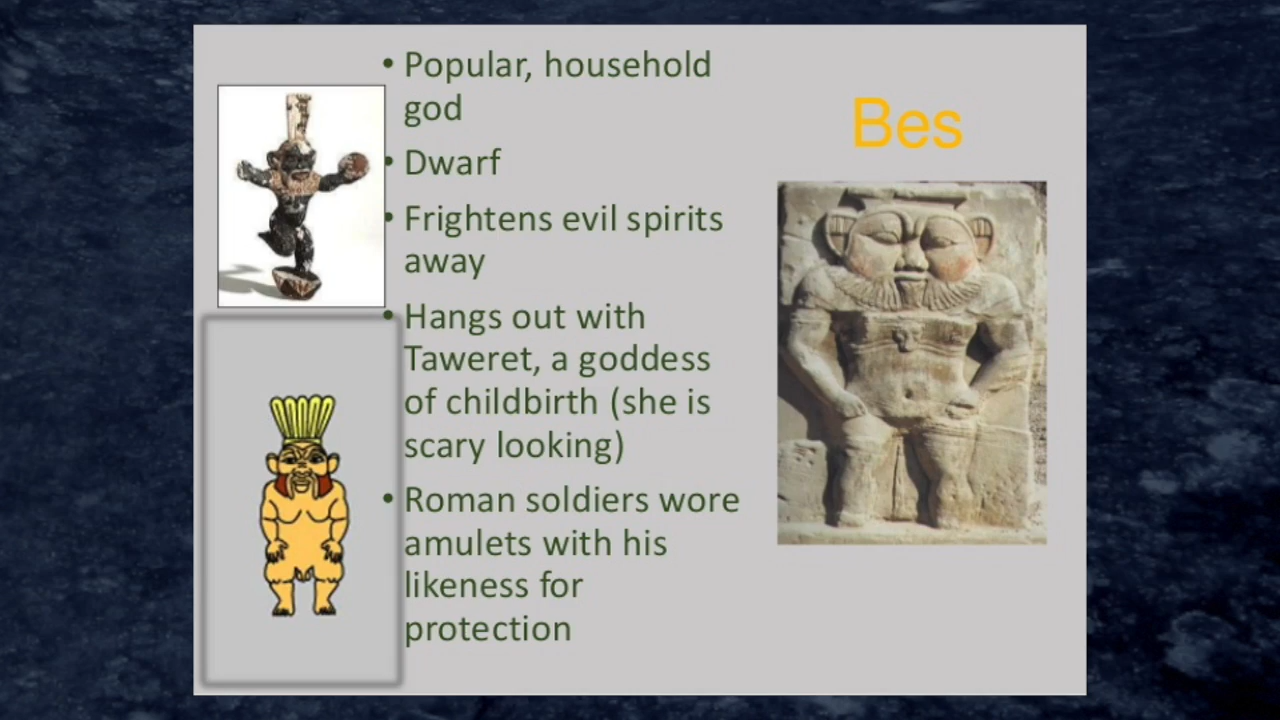 Bes
• Popular, household
god
• Dwarf
• Frightens evil spirits
away
• Hangs out with
Taweret, a goddess
of childbirth (she is
scary looking)
• Roman soldiers wore
amulets with his
likeness for
protection